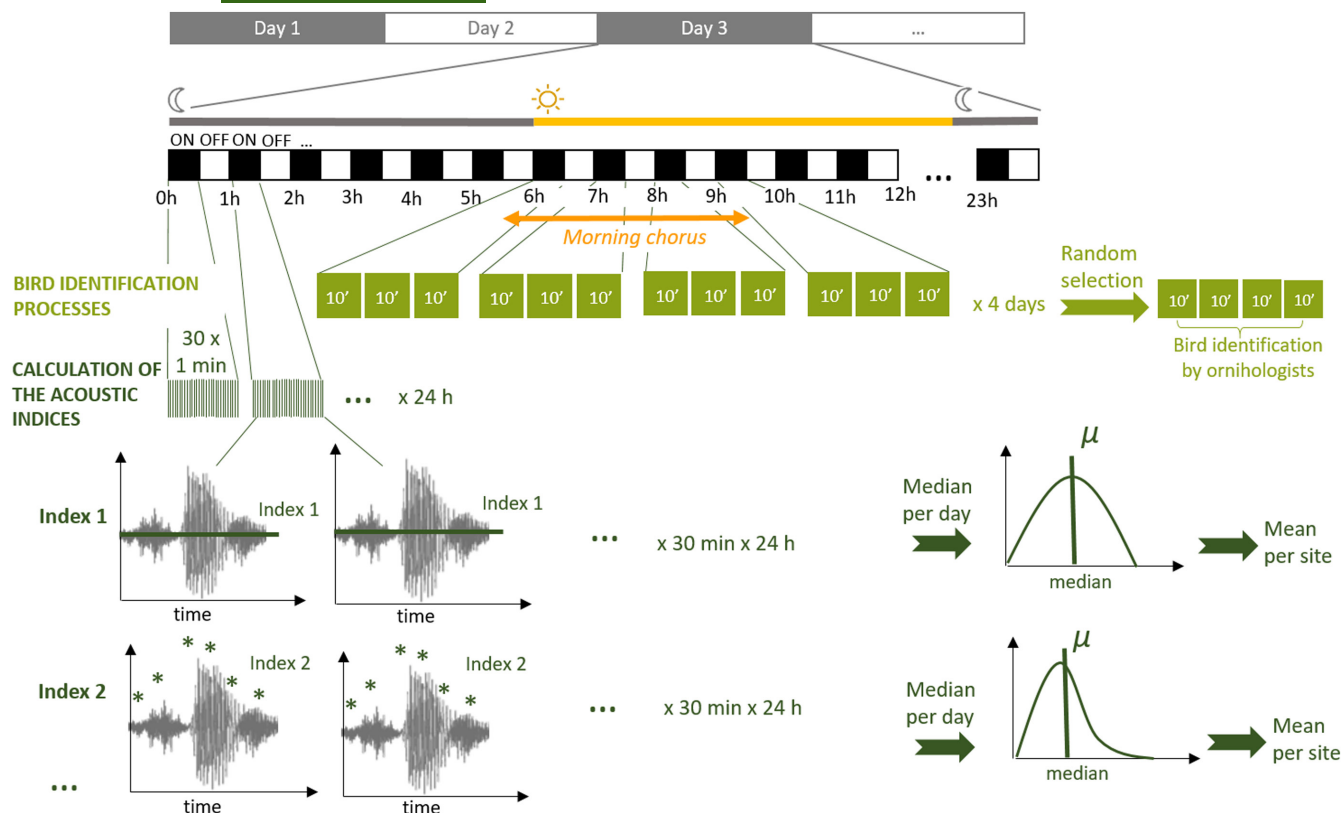 Day 1 Day 2 Day 3 ...
ON OFF ON OFF ...
...
0h 1h 2h 3h 4h 5h 6h 7h 8h 9h 10h 11h 12h 23h
Morning chorus
BIRD IDENTIFICATION
PROCESSES
10’ 10’ 10’ 10’ 10’ 10’ 10’ 10’ 10’ 10’ 10’ 10’
x 4 days
Random
selection
10’ 10’ 10’ 10’
Bird identification
by ornihologists
30 x
1 min
CALCULATION OF
THE ACOUSTIC
INDICES
... x 24 h
Index 1
Index 1
time
Index 1
time
... x 30 min x 24 h
Median
per day
μ
median
Mean
per site
Index 2
* * * * * *
Index 2
time
* * * * * *
Index 2
time
... x 30 min x 24 h
Median
per day
μ
median
Mean
per site
...